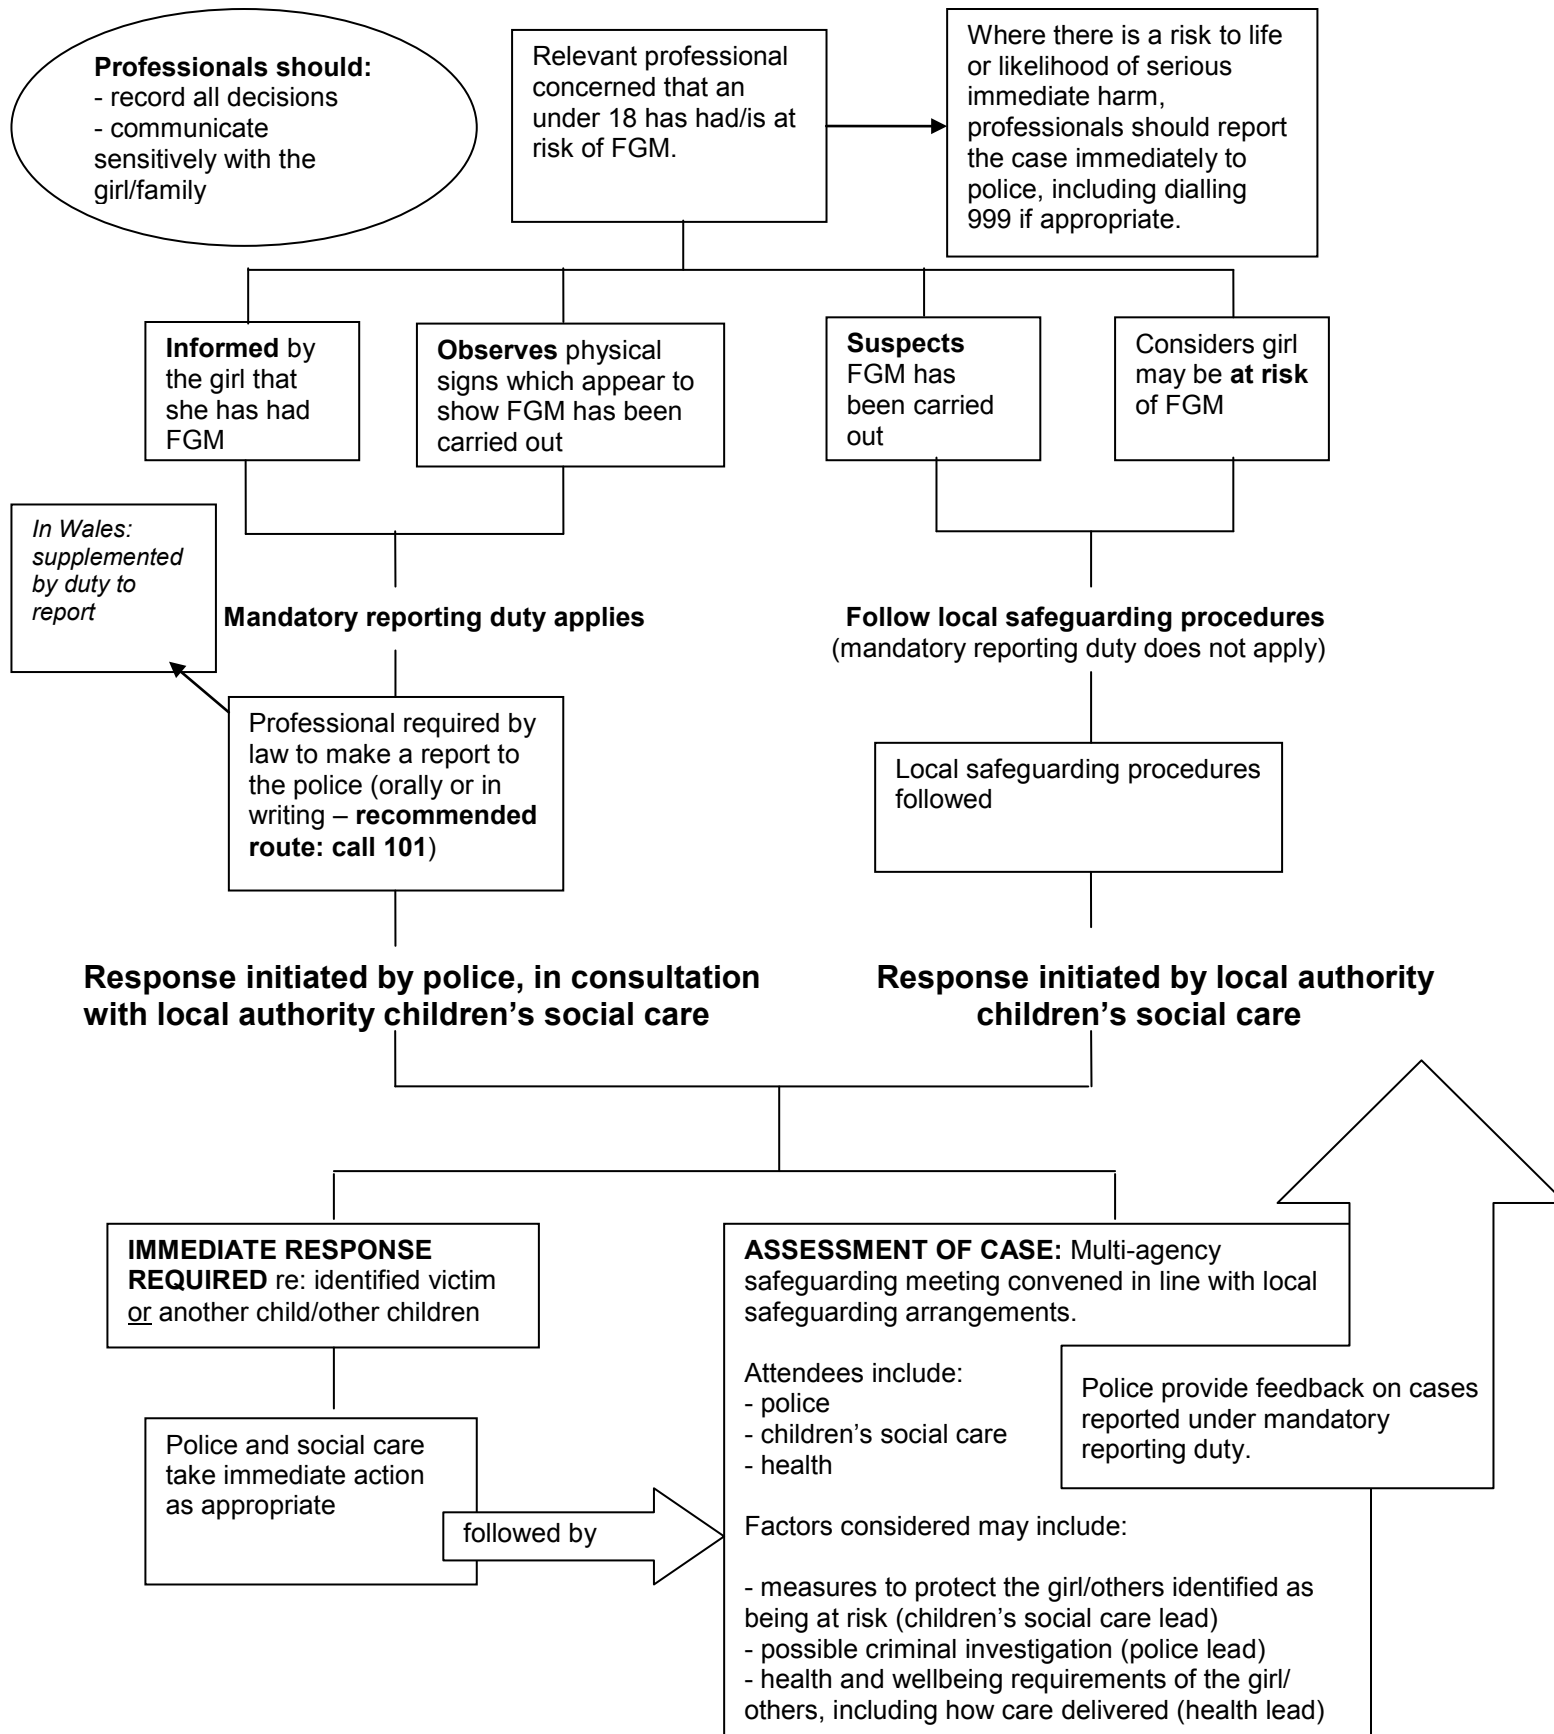 Professionals should:
- record all decisions
- communicate
sensitively with the
girl/family
Relevant professional
concerned that an
under 18 has had/is at
risk of FGM.
Where there is a risk to life
or likelihood of serious
immediate harm,
professionals should report
the case immediately to
police, including dialling
999 if appropriate.
Informed by
the girl that
she has had
FGM
Observes physical
signs which appear to
show FGM has been
carried out
Suspects
FGM has
been carried
out
Considers girl
may be at risk
of FGM
In Wales:
supplemented
by duty to
report
Mandatory reporting duty applies
Follow local safeguarding procedures
(mandatory reporting duty does not apply)
Professional required by
law to make a report to
the police (orally or in
writing – recommended
route: call 101)
Local safeguarding procedures
followed
Response initiated by police, in consultation
with local authority children's social care
Response initiated by local authority
children's social care
IMMEDIATE RESPONSE
REQUIRED re: identified victim
or another child/other children
Police and social care
take immediate action
as appropriate
followed by
ASSESSMENT OF CASE: Multi-agency
safeguarding meeting convened in line with local
safeguarding arrangements.
Attendees include:
- police
- children's social care
- health
Factors considered may include:
- measures to protect the girl/others identified as
being at risk (children's social care lead)
- possible criminal investigation (police lead)
- health and wellbeing requirements of the girl/
others, including how care delivered (health lead)
Police provide feedback on cases
reported under mandatory
reporting duty.